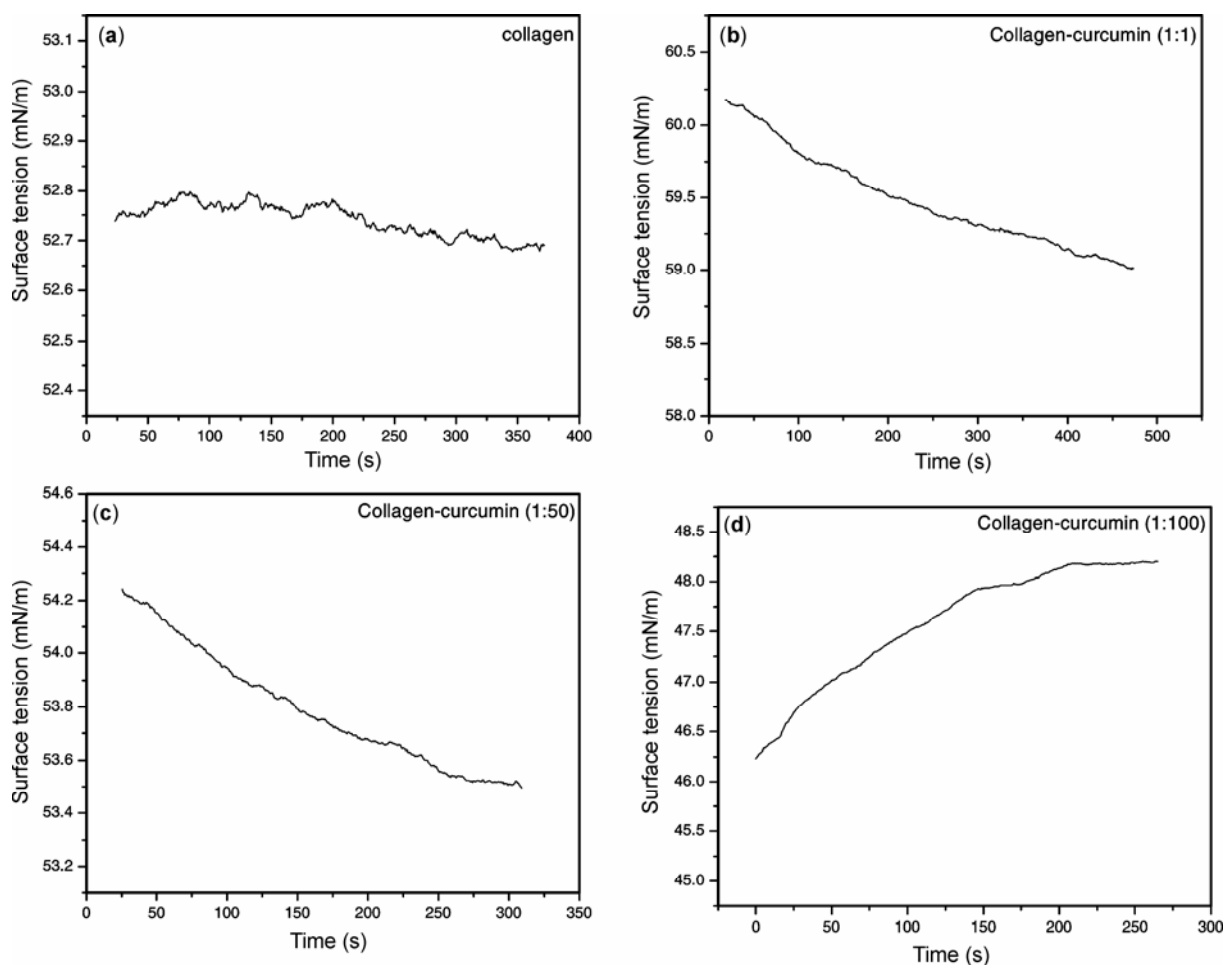 (a)
collagen
53.1
53.0
52.9
52.8
52.7
52.6
52.5
52.4
0 50 100 150 200 250 300 350 400
Surface tension (mN/m)
Time (s)
(b)
Collagen-curcumin (1:1)
60.5
60.0
59.5
59.0
58.5
58.0
0 100 200 300 400 500
Surface tension (mN/m)
Time (s)
(c)
Collagen-curcumin (1:50)
54.6
54.4
54.2
54.0
53.8
53.6
53.4
53.2
0 50 100 150 200 250 300 350
Surface tension (mN/m)
Time (s)
(d)
Collagen-curcumin (1:100)
48.5
48.0
47.5
47.0
46.5
46.0
45.5
45.0
0 50 100 150 200 250 300
Surface tension (mN/m)
Time (s)